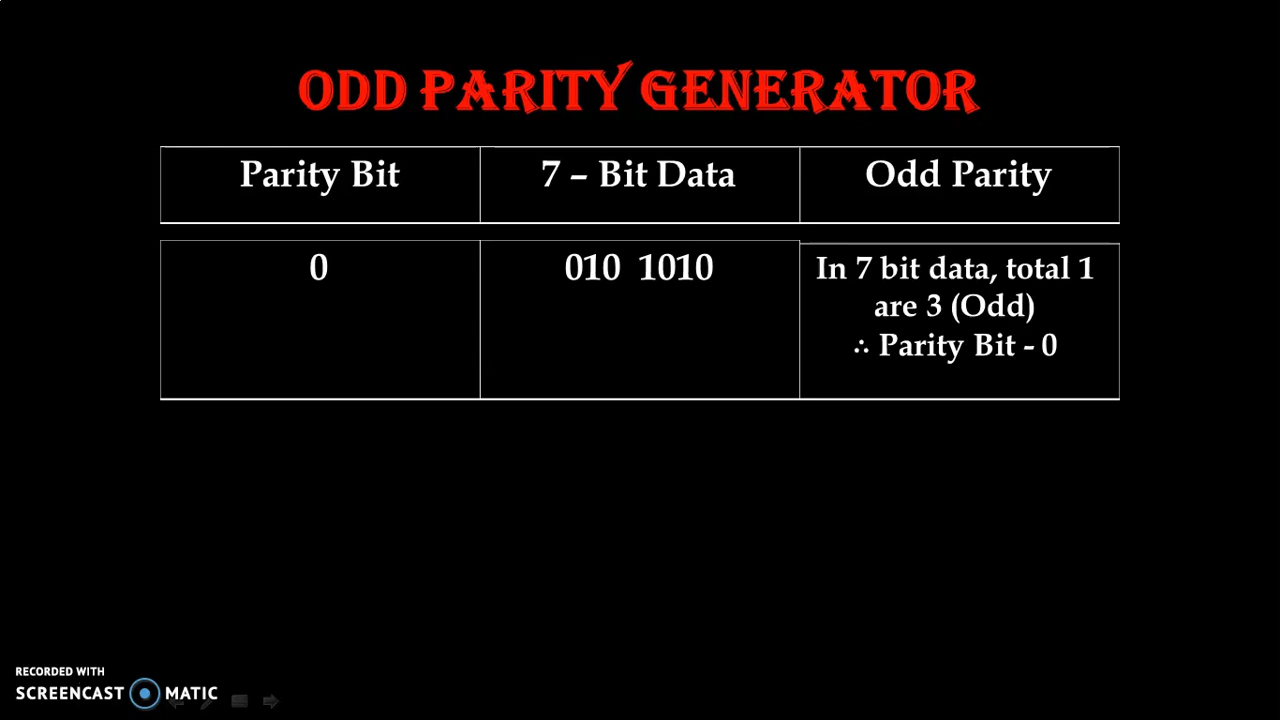 ODD PARITY GENERATOR
Parity Bit
7 – Bit Data
Odd Parity
0
010 1010
In 7 bit data, total 1
are 3 (Odd)
∴ Parity Bit - 0
RECORDED WITH
SCREENCAST MATIC